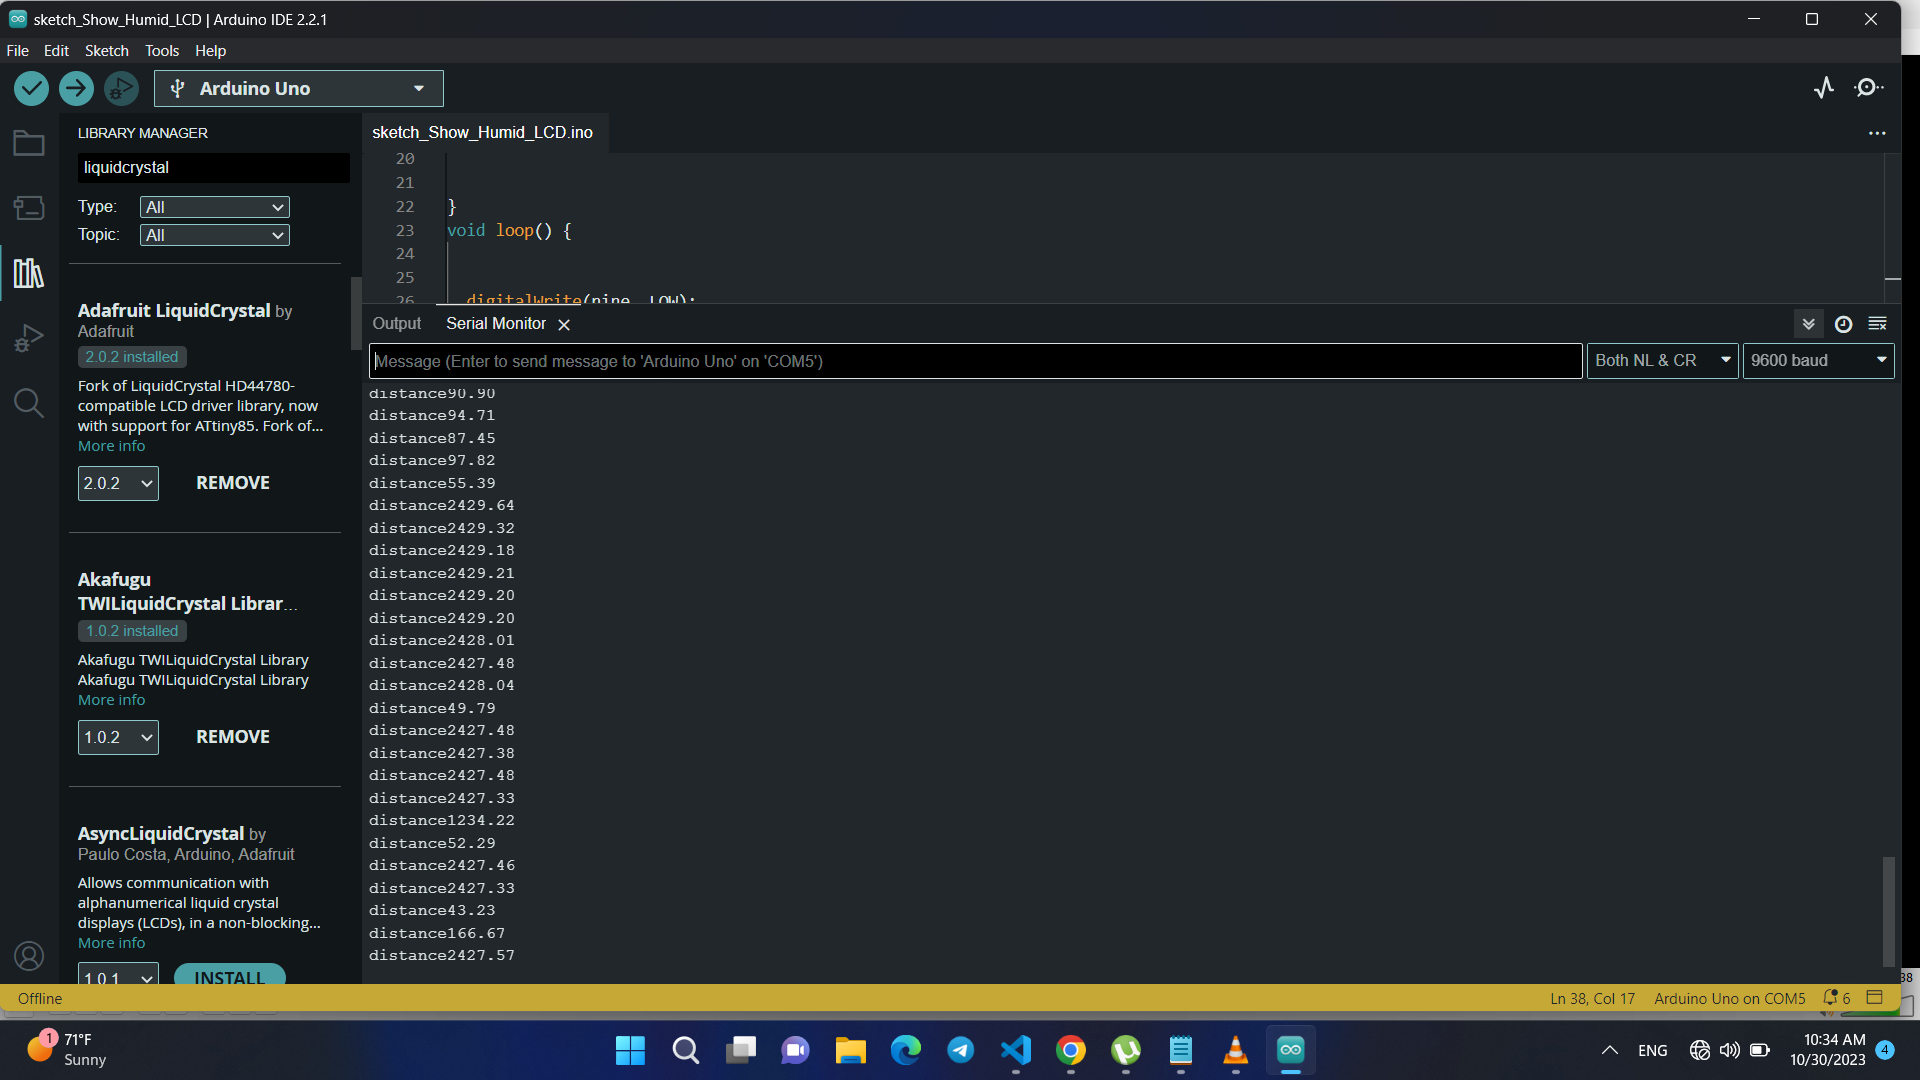 sketch_Show_Humid_LCD | Arduino IDE 2.2.1
File Edit Sketch Tools Help
Arduino Uno
LIBRARY MANAGER
liquidcrystal
Type: All
Topic: All
Adafruit LiquidCrystal by
Adafruit
2.0.2 installed
Fork of LiquidCrystal HD44780-
compatible LCD driver library, now
with support for ATtiny85. Fork of...
More info
2.0.2 REMOVE
Akafugu
TWILiquidCrystal Librar...
1.0.2 installed
Akafugu TWILiquidCrystal Library
Akafugu TWILiquidCrystal Library
More info
1.0.2 REMOVE
AsyncLiquidCrystal by
Paulo Costa, Arduino, Adafruit
Allows communication with
alphanumerical liquid crystal
displays (LCDs), in a non-blocking...
More info
1.0.1 INSTALL
sketch_Show_Humid_LCD.ino
20
21
22 }
23 void loop() {
24
25
26 digitalWrite(nine, LOW);
Output Serial Monitor
Message (Enter to send message to 'Arduino Uno' on 'COM5')
Both NL & CR
9600 baud
distance90.90
distance94.71
distance87.45
distance97.82
distance55.39
distance2429.64
distance2429.32
distance2429.18
distance2429.21
distance2429.20
distance2429.20
distance2428.01
distance2427.48
distance2428.04
distance49.79
distance2427.48
distance2427.38
distance2427.48
distance2427.33
distance1234.22
distance52.29
distance2427.46
distance2427.33
distance43.23
distance166.67
distance2427.57
38
Offline
Ln 38, Col 17 Arduino Uno on COM5 6
1
71°F
Sunny
ENG
10:34 AM
10/30/2023
4